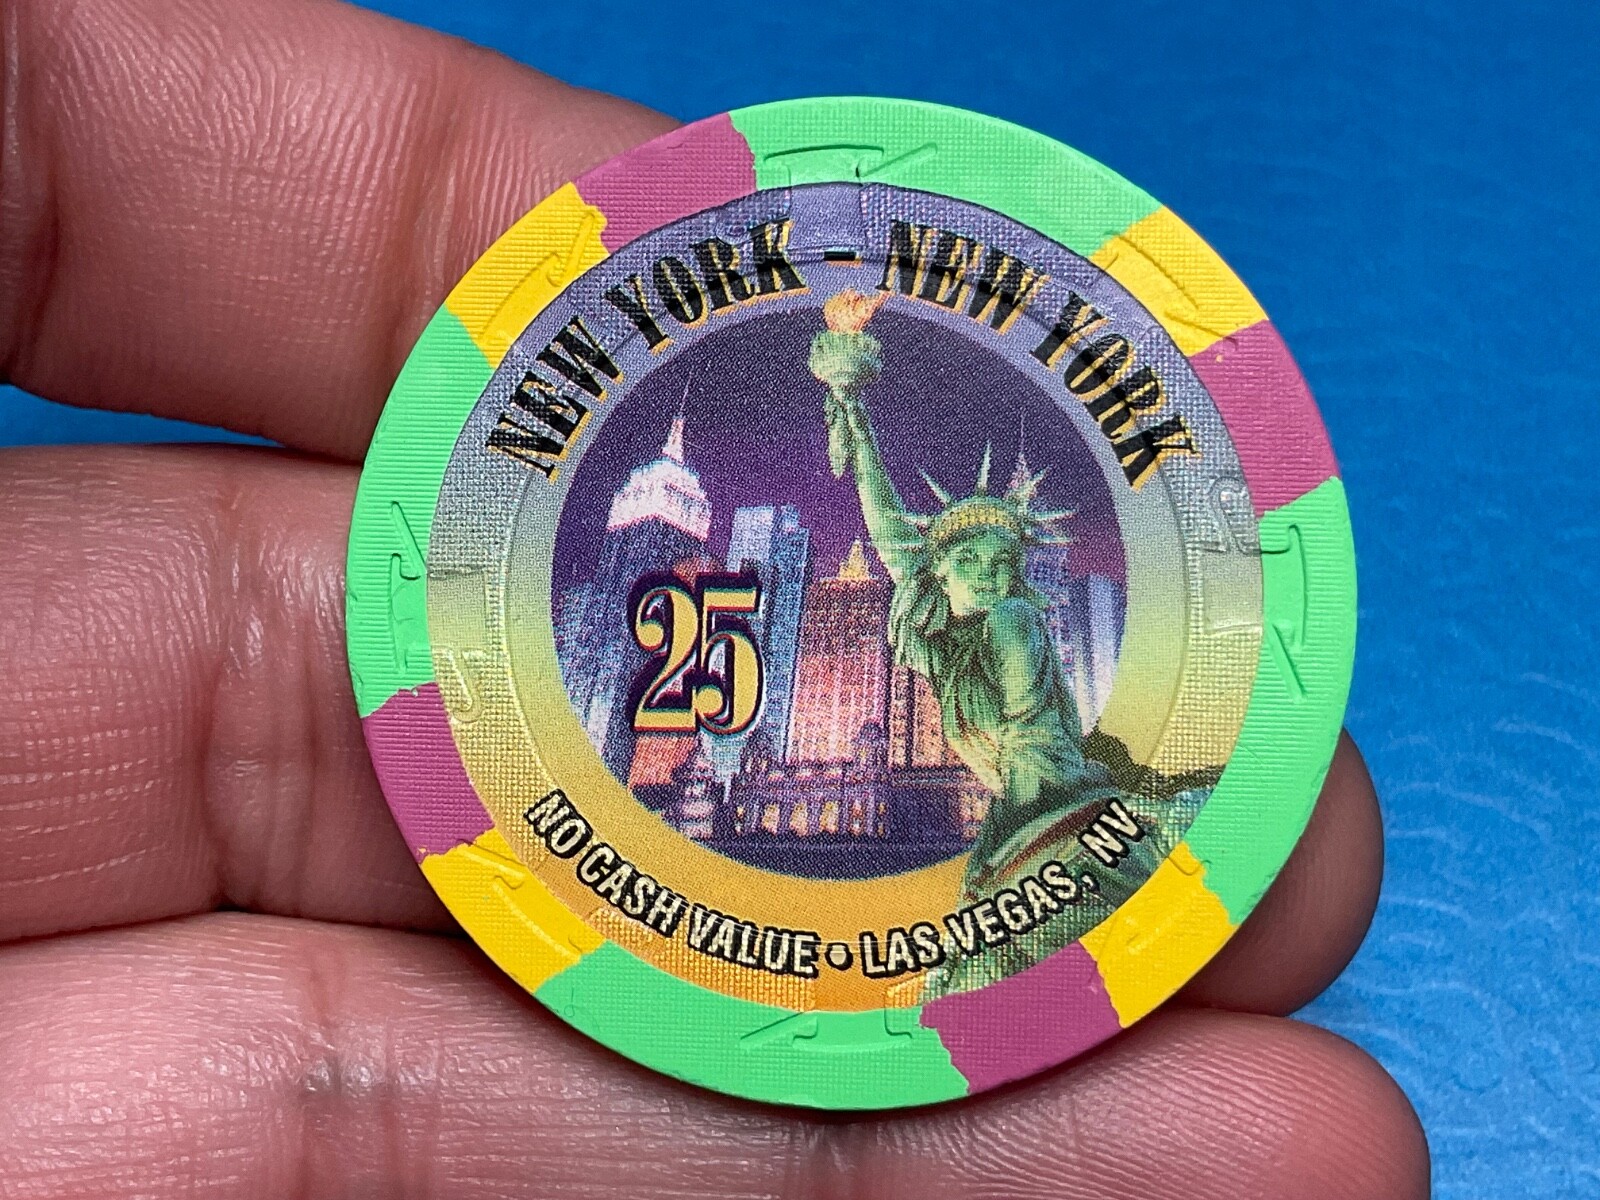 NEW YORK - NEW YORK
25
NO CASH VALUE • LAS VEGAS, NV